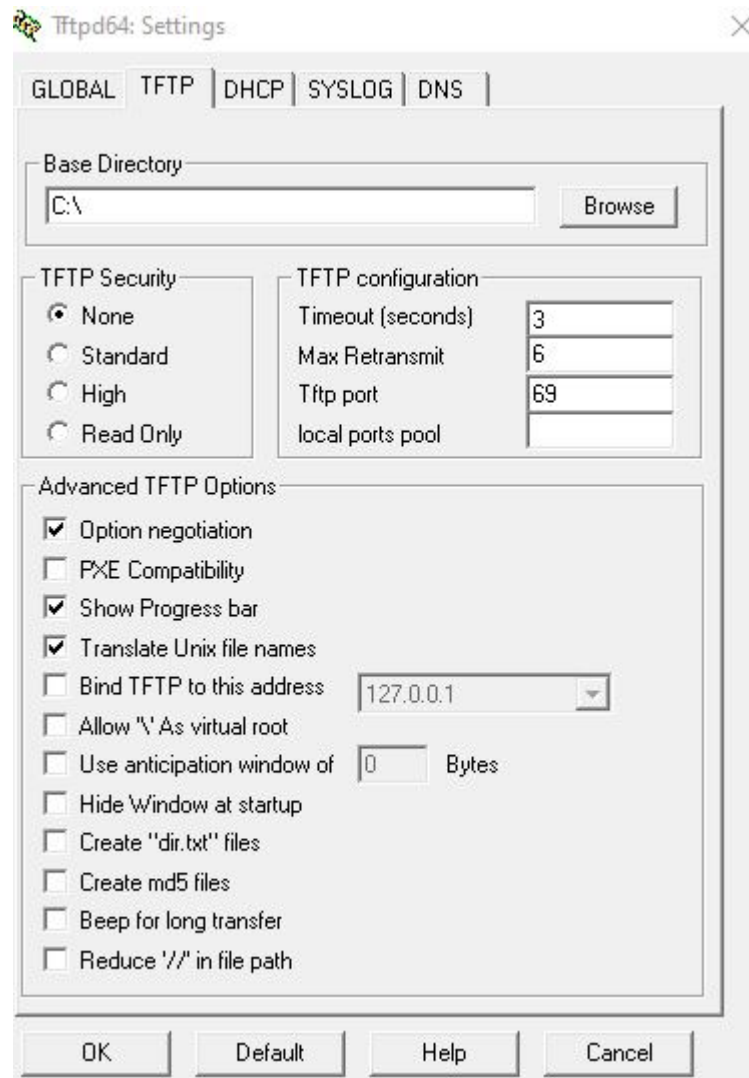 Tftpd64: Settings
GLOBAL TFTP DHCP SYSLOG DNS
Base Directory
C:\ Browse
TFTP Security
None
Standard
High
Read Only
TFTP configuration
Timeout (seconds) 3
Max Retransmit 6
Tftp port 69
local ports pool
Advanced TFTP Options
Option negotiation
PXE Compatibility
Show Progress bar
Translate Unix file names
Bind TFTP to this address 127.0.0.1
Allow '\' As virtual root
Use anticipation window of 0 Bytes
Hide Window at startup
Create "dir.txt" files
Create md5 files
Beep for long transfer
Reduce '//' in file path
OK Default Help Cancel